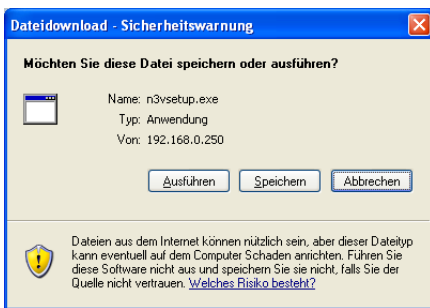 Dateidownload - Sicherheitswarnung
Möchten Sie diese Datei speichern oder ausführen?
Name: n3vsetup.exe
Typ: Anwendung
Von: 192.168.0.250
Ausführen Speichern Abbrechen
Dateien aus dem Internet können nützlich sein, aber dieser Dateityp
kann eventuell auf dem Computer Schaden anrichten. Führen Sie
diese Software nicht aus und speichern Sie sie nicht, falls Sie der
Quelle nicht vertrauen. Welches Risiko besteht?